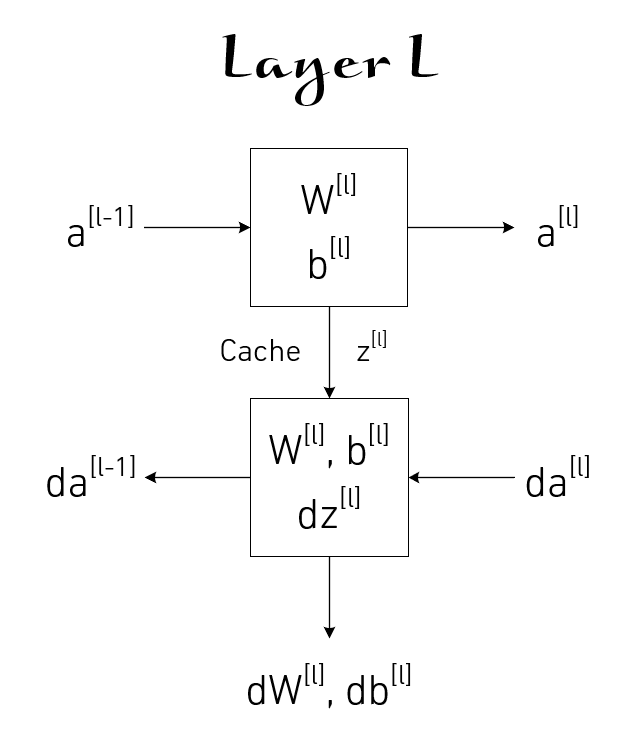 Layer L
a[l-1]
W[l]
b[l]
a[l]
Cache z[l]
da[l-1]
W[l], b[l]
dz[l]
da[l]
dW[l], db[l]